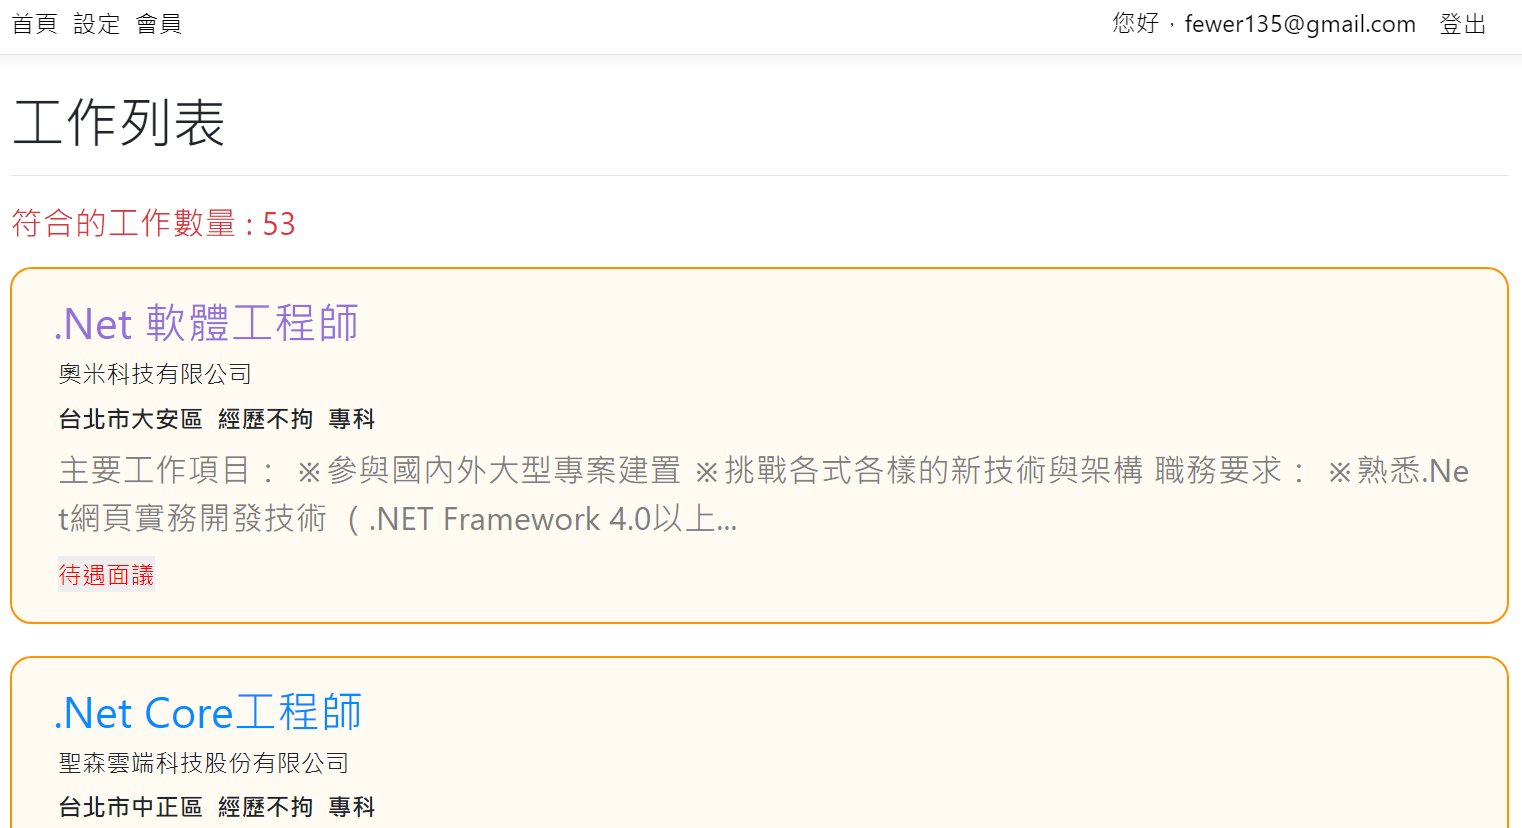 首頁 設定 會員 您好，fewer135@gmail.com 登出
工作列表
符合的工作數量 : 53
.Net 軟體工程師
奧米科技有限公司
台北市大安區 經歷不拘 專科
主要工作項目： ※參與國內外大型專案建置 ※挑戰各式各樣的新技術與架構 職務要求： ※熟悉.Ne
t網頁實務開發技術 （.NET Framework 4.0以上...
待遇面議
.Net Core工程師
聖森雲端科技股份有限公司
台北市中正區 經歷不拘 專科